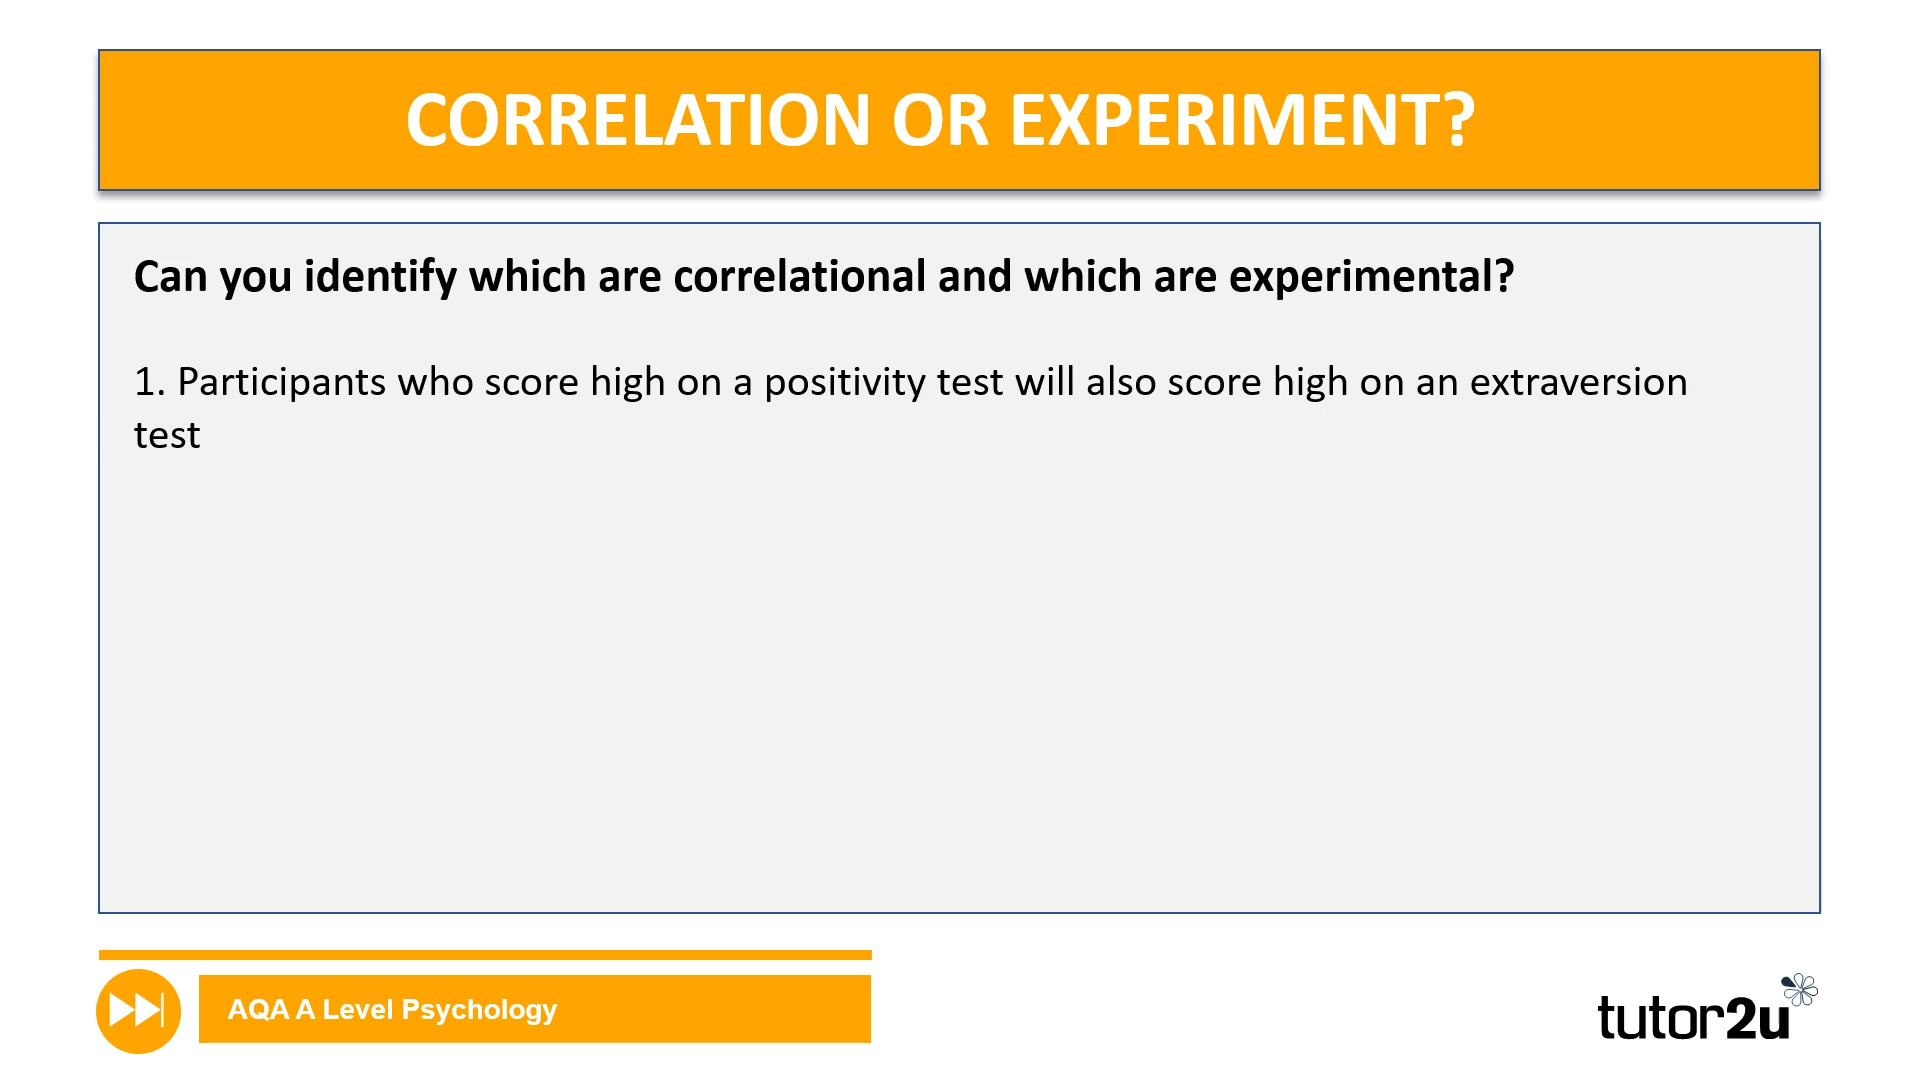 CORRELATION OR EXPERIMENT?
Can you identify which are correlational and which are experimental?
1. Participants who score high on a positivity test will also score high on an extraversion
test
AQA A Level Psychology
tutor2u